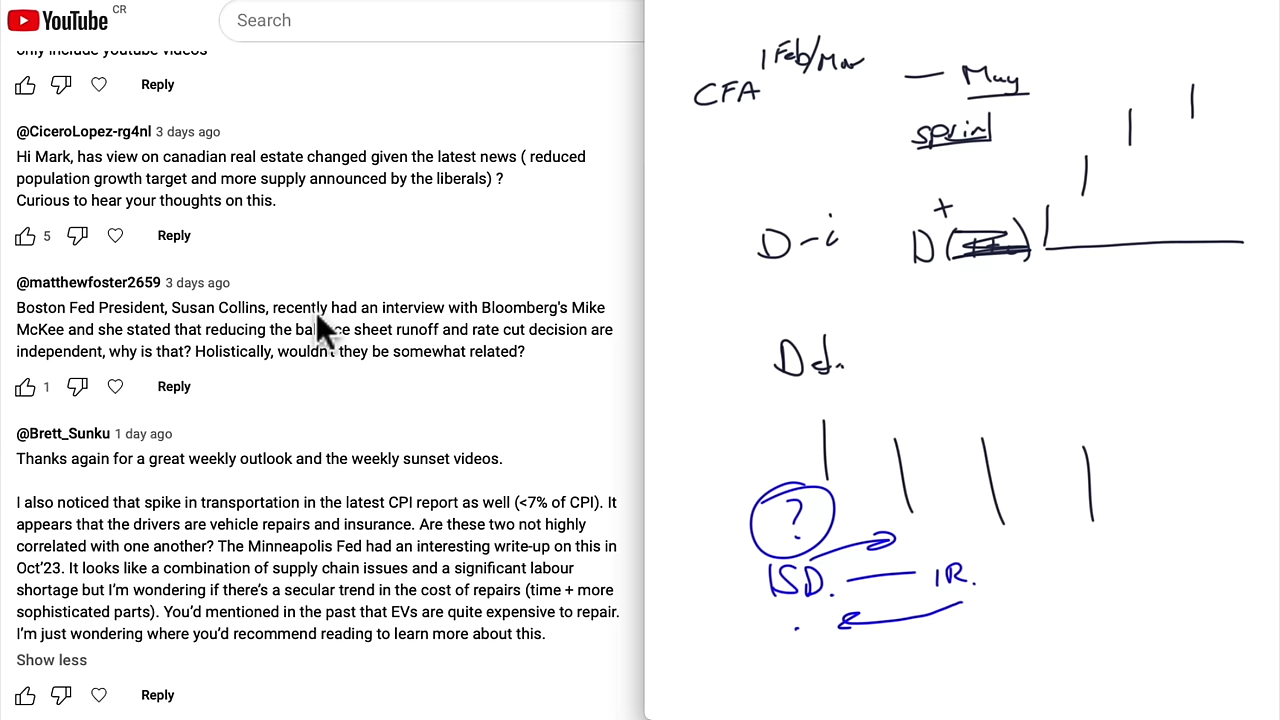 YouTube CR
Search
only include youtube videos
Reply
@CiceroLopez-rg4nl 3 days ago
Hi Mark, has view on canadian real estate changed given the latest news ( reduced
population growth target and more supply announced by the liberals) ?
Curious to hear your thoughts on this.
5
Reply
@matthewfoster2659 3 days ago
Boston Fed President, Susan Collins, recently had an interview with Bloomberg's Mike
McKee and she stated that reducing the balance sheet runoff and rate cut decision are
independent, why is that? Holistically, wouldn't they be somewhat related?
1
Reply
@Brett_Sunku 1 day ago
Thanks again for a great weekly outlook and the weekly sunset videos.
I also noticed that spike in transportation in the latest CPI report as well (<7% of CPI). It
appears that the drivers are vehicle repairs and insurance. Are these two not highly
correlated with one another? The Minneapolis Fed had an interesting write-up on this in
Oct'23. It looks like a combination of supply chain issues and a significant labour
shortage but I'm wondering if there's a secular trend in the cost of repairs (time + more
sophisticated parts). You'd mentioned in the past that EVs are quite expensive to repair.
I'm just wondering where you'd recommend reading to learn more about this.
Show less
Reply
CFA 1 Feb/Mar — May
sprint
D-i D+ ( )
?
ISD. — IR.